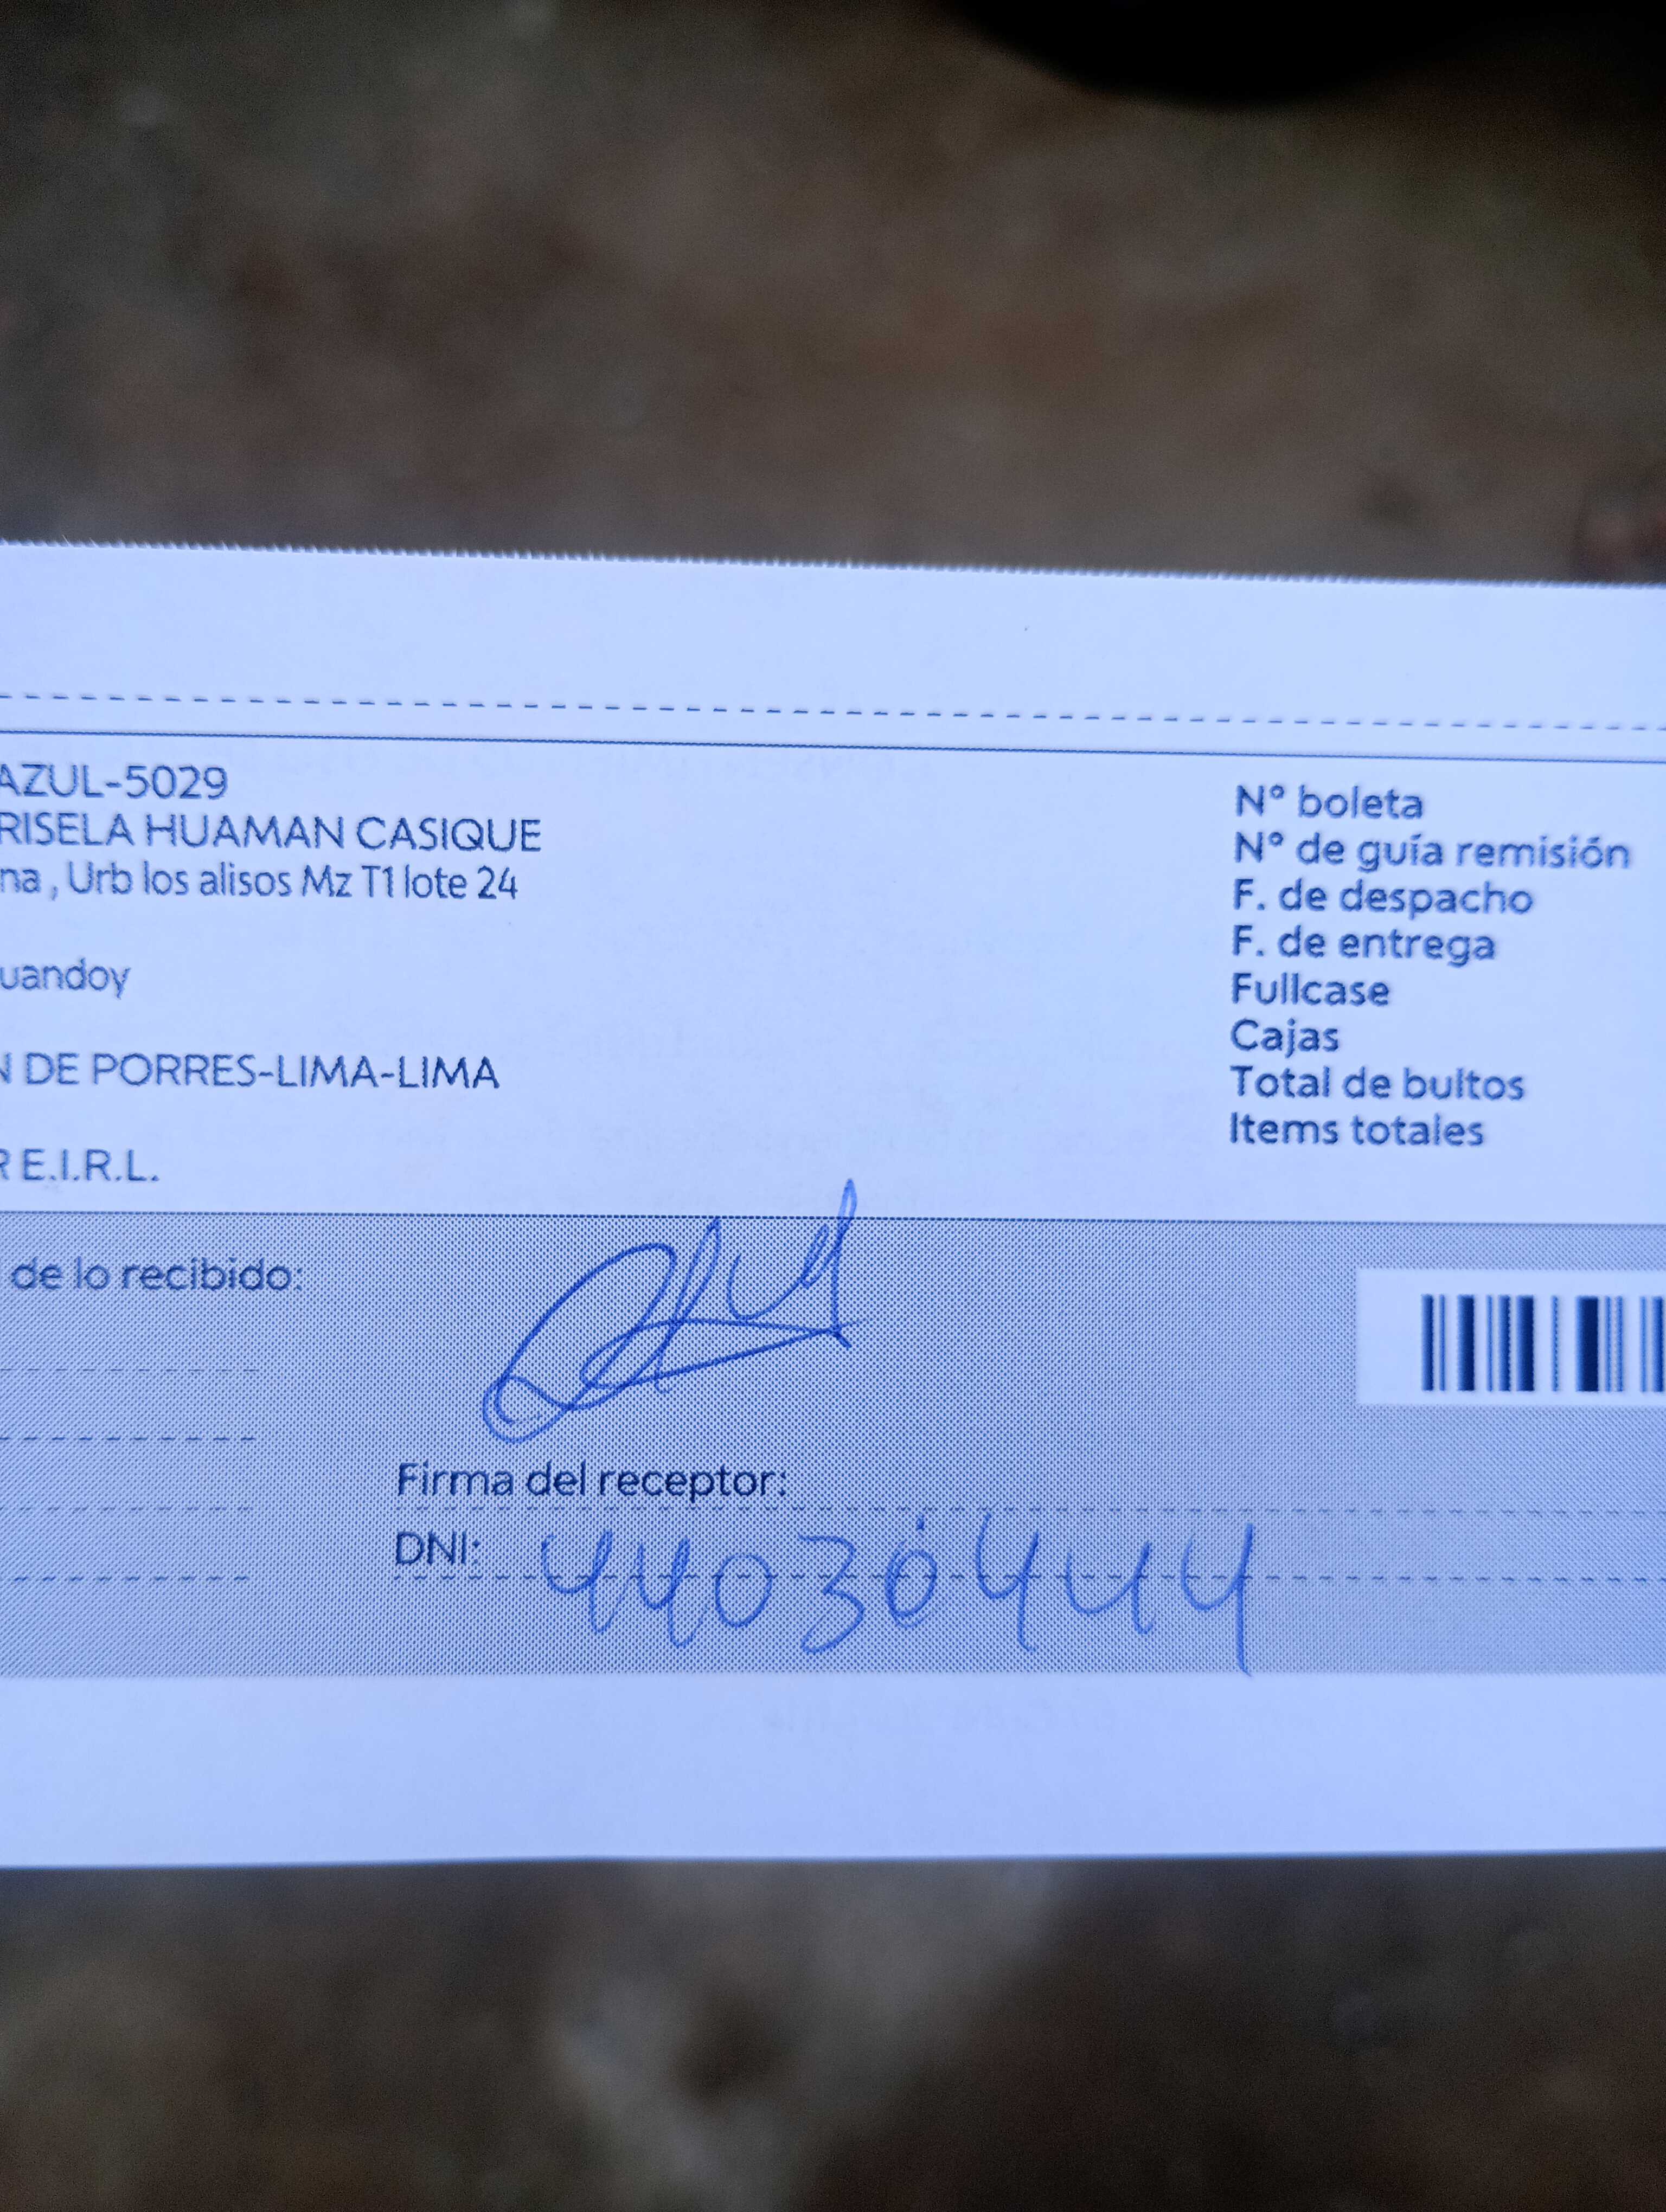 AZUL-5029
RISELA HUAMAN CASIQUE
na, Urb los alisos Mz T1 lote 24
uandoy
N DE PORRES-LIMA-LIMA
R E.I.R.L.
N° boleta
N° de guía remisión
F. de despacho
F. de entrega
Fullcase
Cajas
Total de bultos
Items totales
de lo recibido:
Firma del receptor:
DNI: 44030444